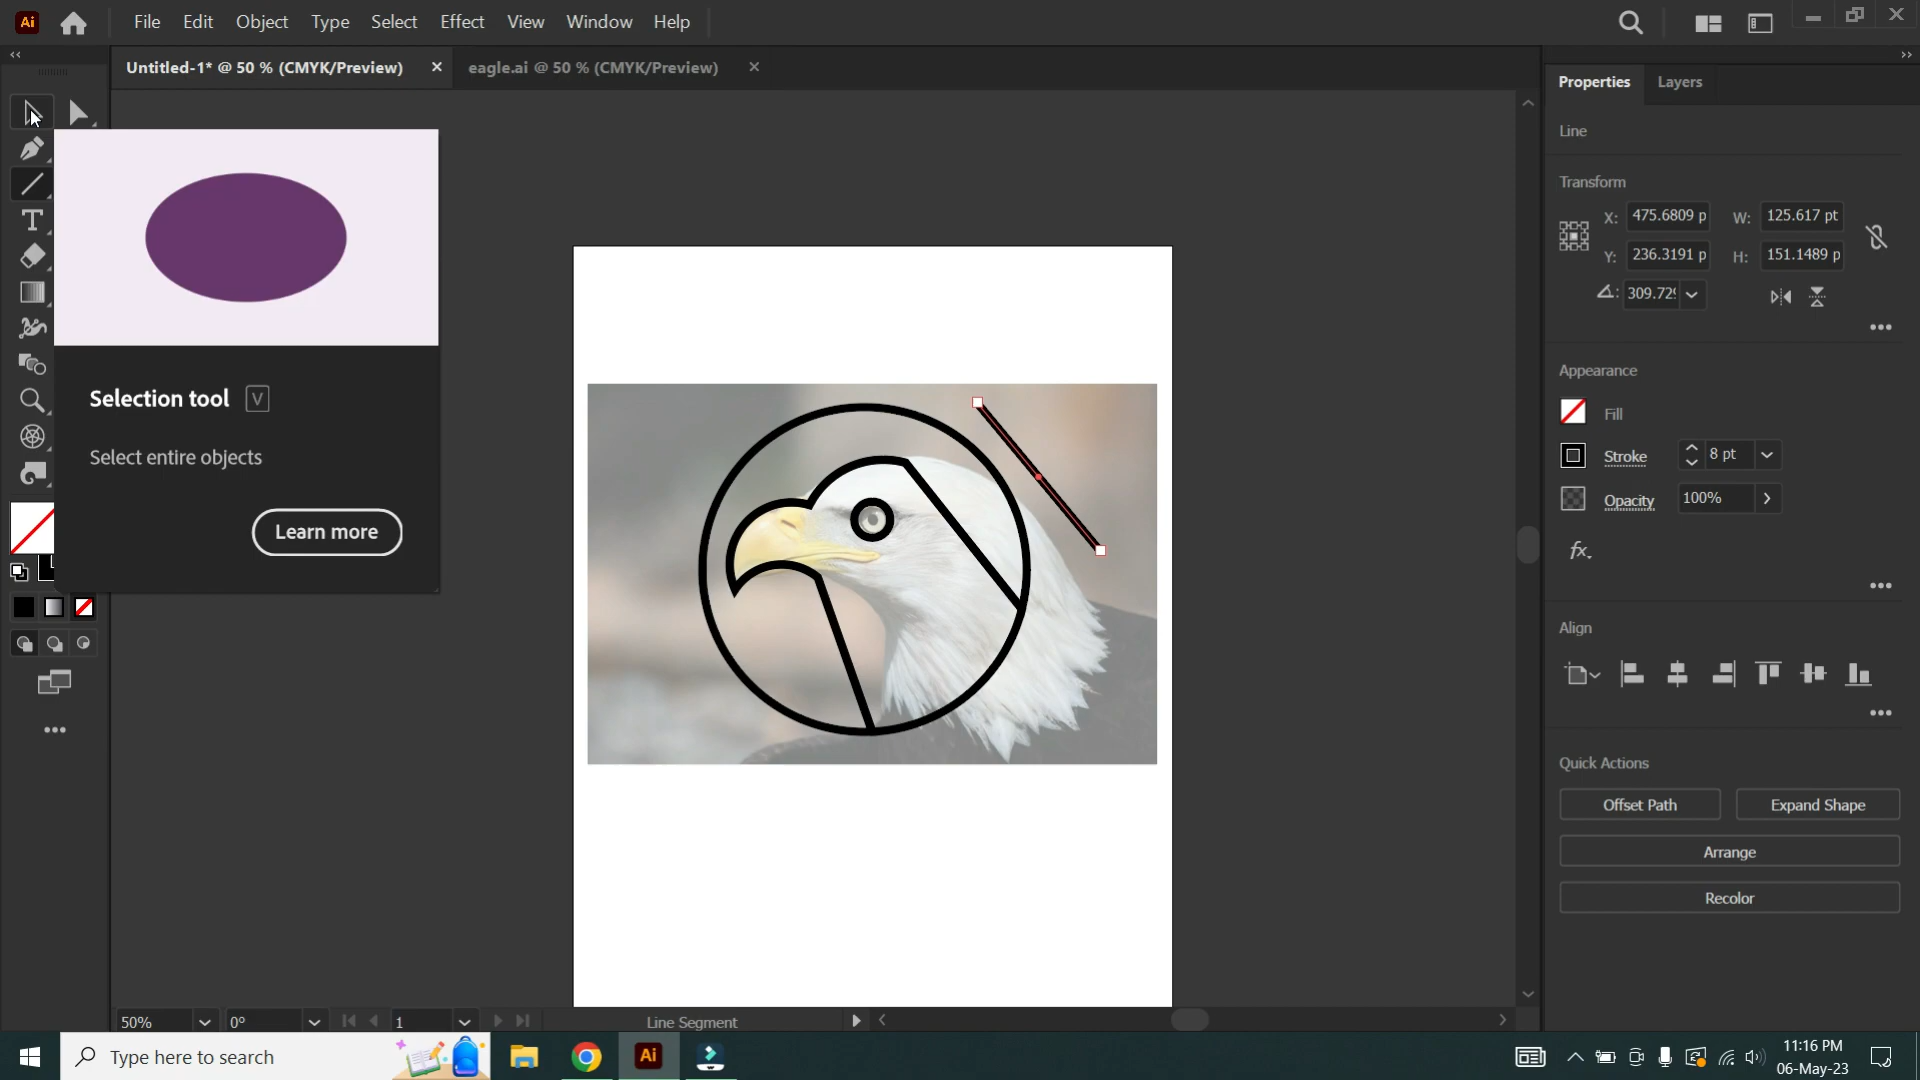 Ai File Edit Object Type Select Effect View Window Help
Untitled-1* @ 50 % (CMYK/Preview) eagle.ai @ 50 % (CMYK/Preview)
Selection tool V
Select entire objects
Learn more
Properties Layers
Line
Transform
X: 475.6809 p W: 125.617 pt
Y: 236.3191 p H: 151.1489 p
Appearance
Fill
Stroke 8 pt
Opacity 100%
fx.
Align
Quick Actions
Offset Path Expand Shape
Arrange
Recolor
50% 0° 1 Line Segment
Type here to search Ai 11:16 PM
06-May-23